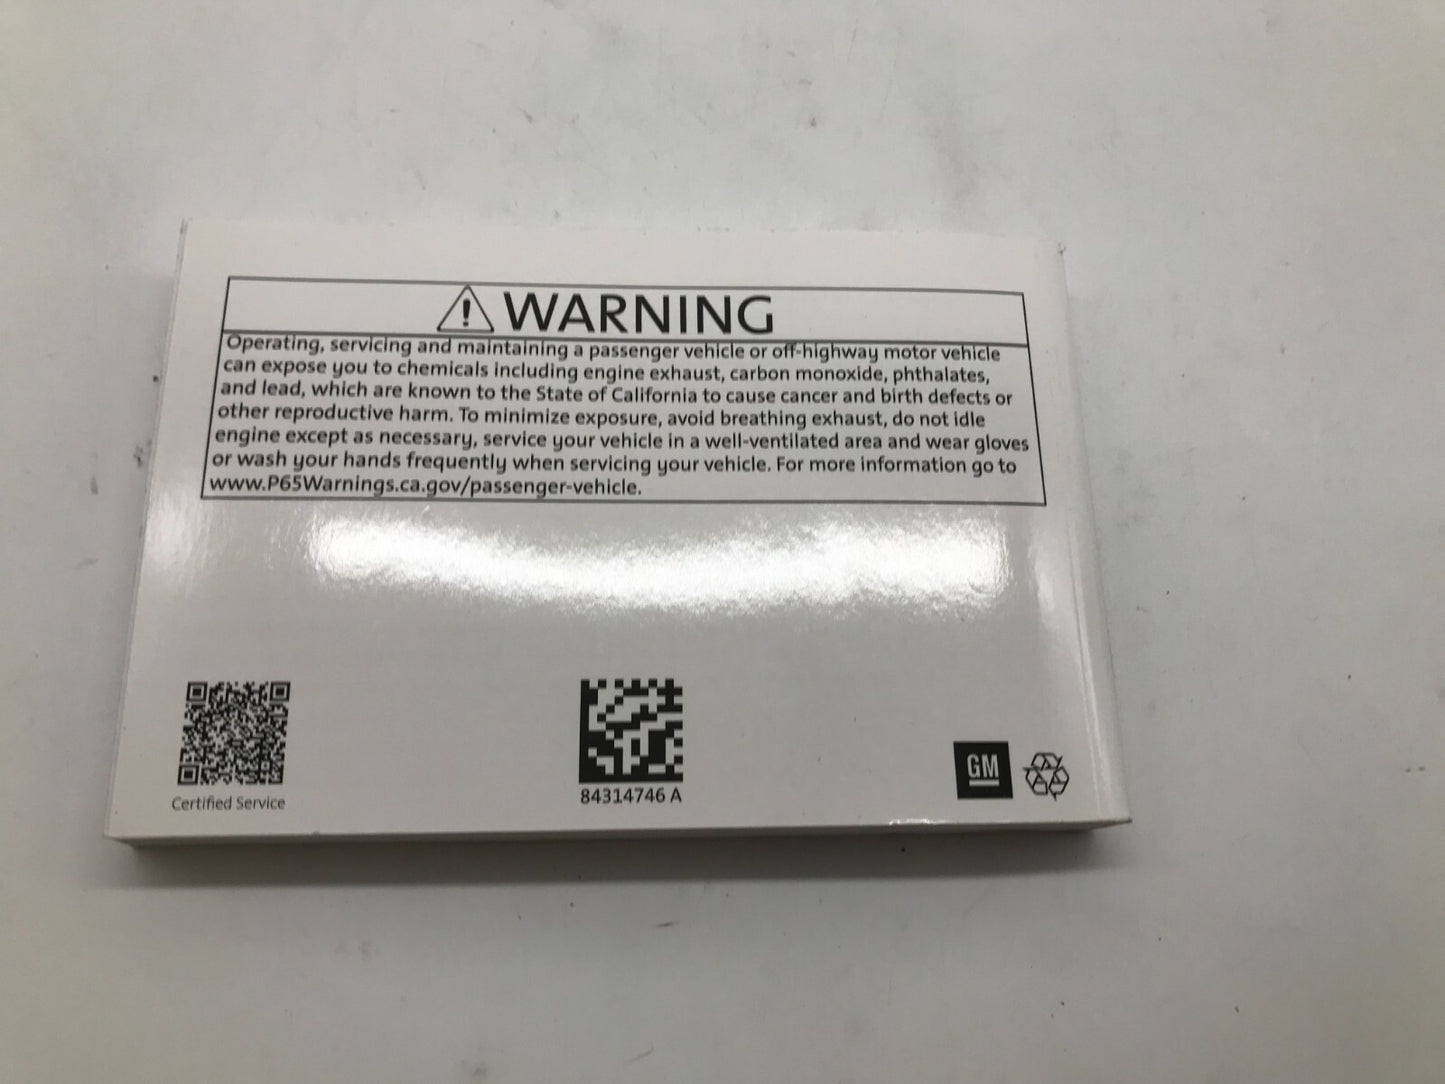 WARNING
Operating, servicing and maintaining a passenger vehicle or off-highway motor vehicle
can expose you to chemicals including engine exhaust, carbon monoxide, phthalates,
and lead, which are known to the State of California to cause cancer and birth defects or
other reproductive harm. To minimize exposure, avoid breathing exhaust, do not idle
engine except as necessary, service your vehicle in a well-ventilated area and wear gloves
or wash your hands frequently when servicing your vehicle. For more information go to
www.P65Warnings.ca.gov/passenger-vehicle.
Certified Service
84314746 A
GM